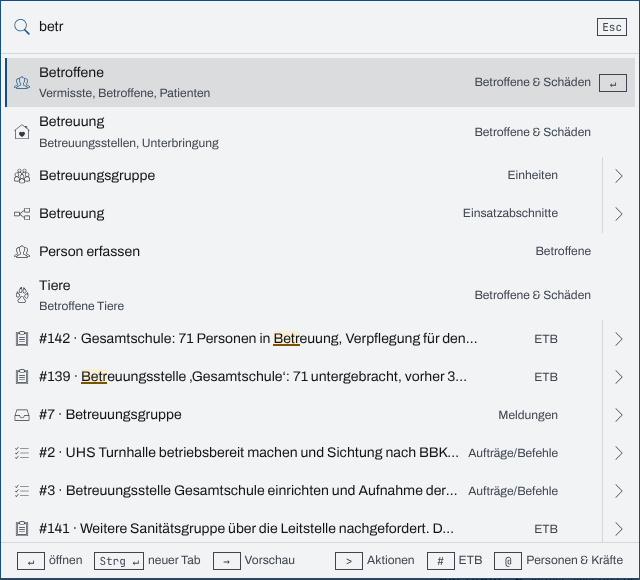 betr Esc
Betroffene
Vermisste, Betroffene, Patienten
Betroffene & Schäden ↵
Betreuung
Betreuungsstellen, Unterbringung
Betroffene & Schäden
Betreuungsgruppe Einheiten
Betreuung Einsatzabschnitte
Person erfassen Betroffene
Tiere
Betroffene Tiere
Betroffene & Schäden
#142 · Gesamtschule: 71 Personen in Betreuung, Verpflegung für den… ETB
#139 · Betreuungsstelle ‚Gesamtschule‘: 71 untergebracht, vorher 3… ETB
#7 · Betreuungsgruppe Meldungen
#2 · UHS Turnhalle betriebsbereit machen und Sichtung nach BBK… Aufträge/Befehle
#3 · Betreuungsstelle Gesamtschule einrichten und Aufnahme der… Aufträge/Befehle
#141 · Weitere Sanitätsgruppe über die Leitstelle nachgefordert. D… ETB
↵ öffnen Strg ↵ neuer Tab → Vorschau > Aktionen # ETB @ Personen & Kräfte